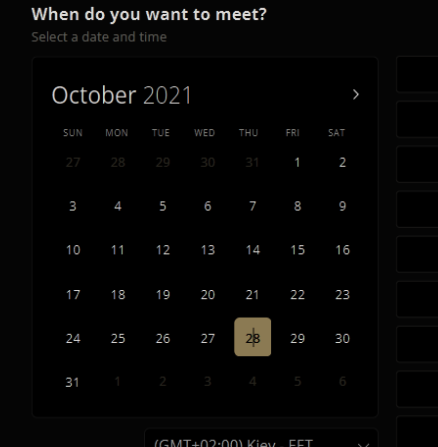 When do you want to meet?
Select a date and time
October 2021
SUN MON TUE WED THU FRI SAT
27 28 29 30 31 1 2
3 4 5 6 7 8 9
10 11 12 13 14 15 16
17 18 19 20 21 22 23
24 25 26 27 28 29 30
31 1 2 3 4 5 6
(GMT+02:00) Kiev - EET